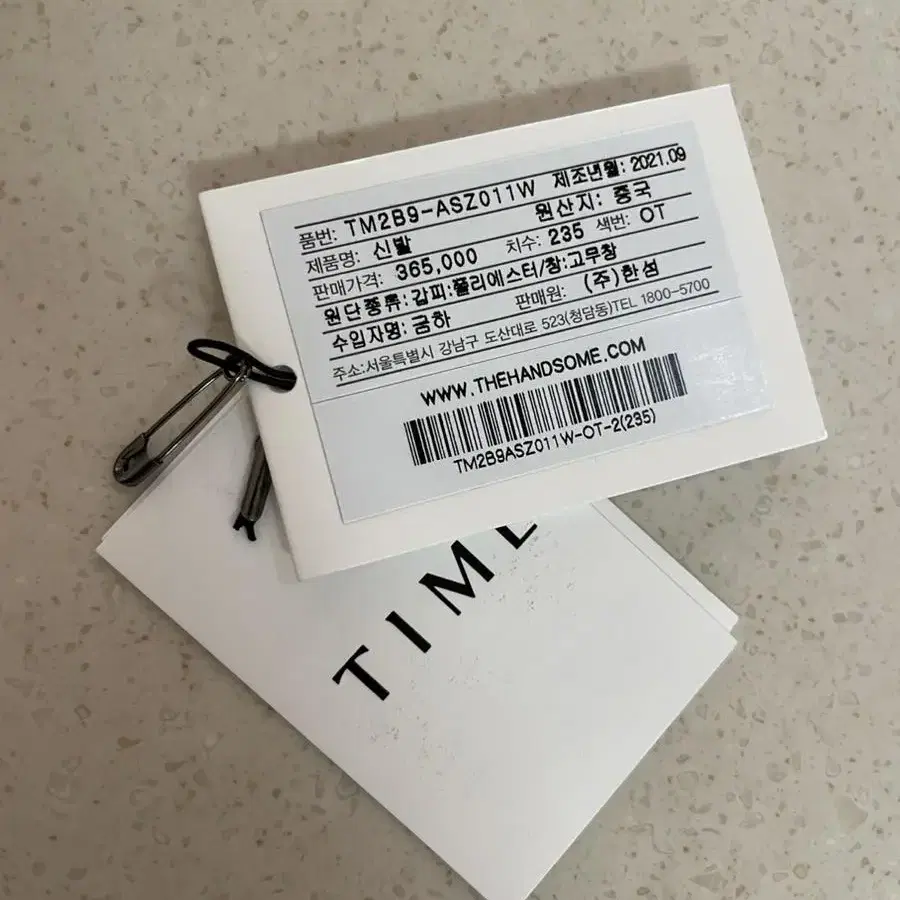 품번: TM2B9-ASZ011W 제조년월: 2021.09
제품명: 신발 원산지: 중국
판매가격: 365,000 치수: 235 색번: OT
원단종류:갑피:폴리에스터/창:고무창
수입자명: 굼하 판매원: (주)한섬
주소:서울특별시 강남구 도산대로 523(청담동)TEL 1800-5700
WWW.THEHANDSOME.COM
TM2B9ASZ011W-OT-2(235)
TIME